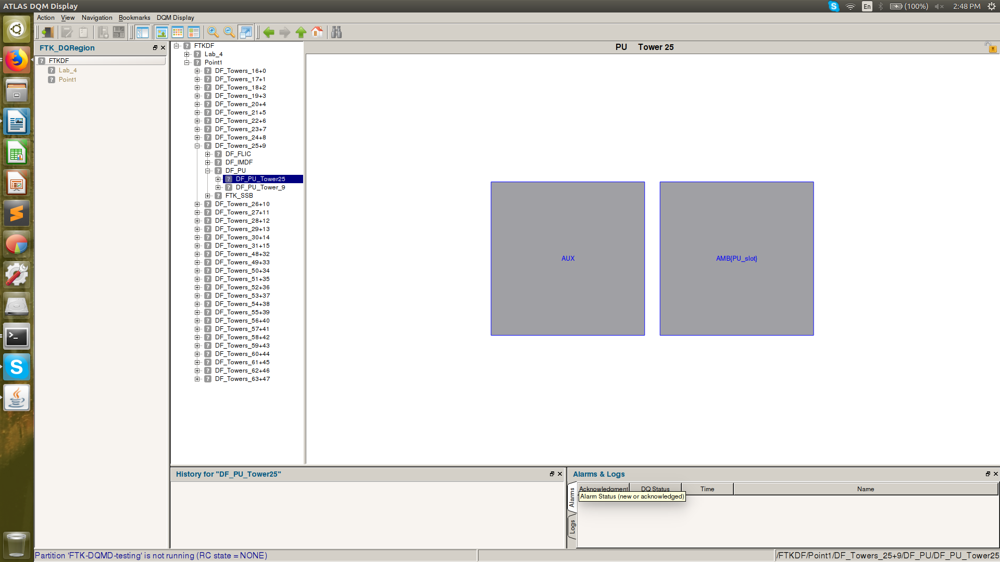 ATLAS DQM Display
En
(100%)
2:48 PM
Action View Navigation Bookmarks DQM Display
FTK_DQRegion
FTKDF
Lab_4
Point1
FTKDF
Lab_4
Point1
DF_Towers_16+0
DF_Towers_17+1
DF_Towers_18+2
DF_Towers_19+3
DF_Towers_20+4
DF_Towers_21+5
DF_Towers_22+6
DF_Towers_23+7
DF_Towers_24+8
DF_Towers_25+9
DF_FLIC
DF_IMDF
DF_PU
DF_PU_Tower25
DF_PU_Tower_9
FTK_SSB
DF_Towers_26+10
DF_Towers_27+11
DF_Towers_28+12
DF_Towers_29+13
DF_Towers_30+14
DF_Towers_31+15
DF_Towers_48+32
DF_Towers_49+33
DF_Towers_50+34
DF_Towers_51+35
DF_Towers_52+36
DF_Towers_53+37
DF_Towers_54+38
DF_Towers_55+39
DF_Towers_56+40
DF_Towers_57+41
DF_Towers_58+42
DF_Towers_59+43
DF_Towers_60+44
DF_Towers_61+45
DF_Towers_62+46
DF_Towers_63+47
PU Tower 25
AUX
AMB{PU_slot}
History for "DF_PU_Tower25"
Alarms & Logs
Alarms
Logs
Acknowledgment DQ Status Time Name
Alarm Status (new or acknowledged)
Partition 'FTK-DQMD-testing' is not running (RC state = NONE)
/FTKDF/Point1/DF_Towers_25+9/DF_PU/DF_PU_Tower25